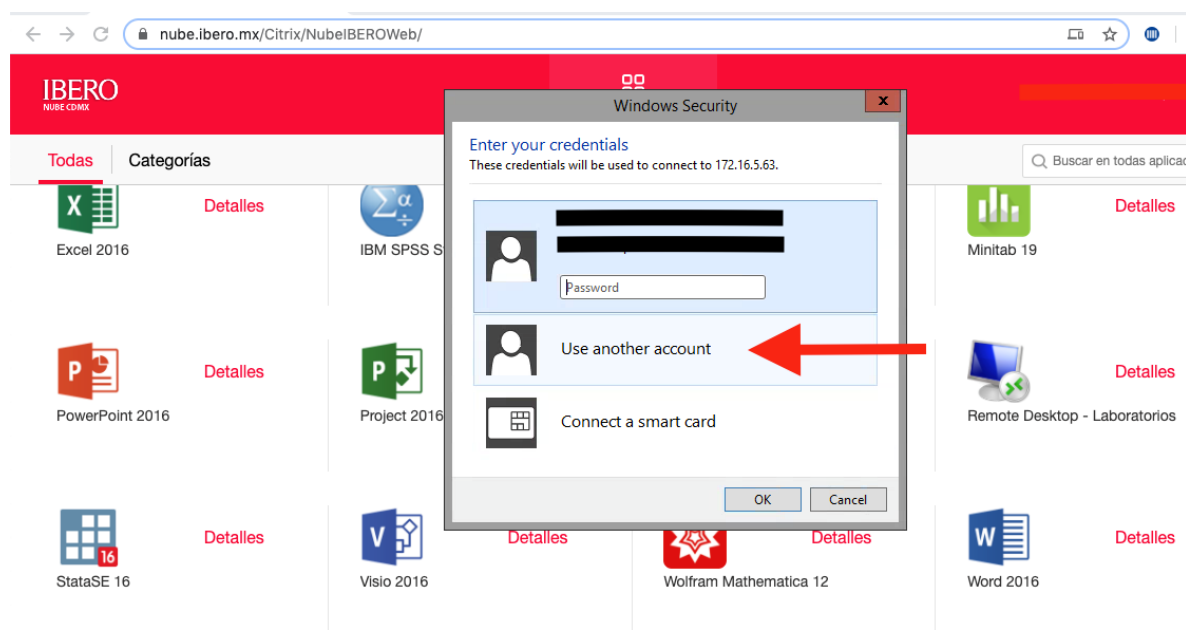 nube.ibero.mx/Citrix/NubeIBEROWeb/
IBERO
NUBE CDMX
Todas Categorías
Buscar en todas aplicac
Windows Security
X
Enter your credentials
These credentials will be used to connect to 172.16.5.63.
Password
Use another account
Connect a smart card
OK Cancel
Detalles
Excel 2016
IBM SPSS S
Detalles
Minitab 19
Detalles
PowerPoint 2016
Project 2016
Detalles
Remote Desktop - Laboratorios
16
Detalles
StataSE 16
Detalles
Visio 2016
Detalles
Wolfram Mathematica 12
Detalles
Word 2016